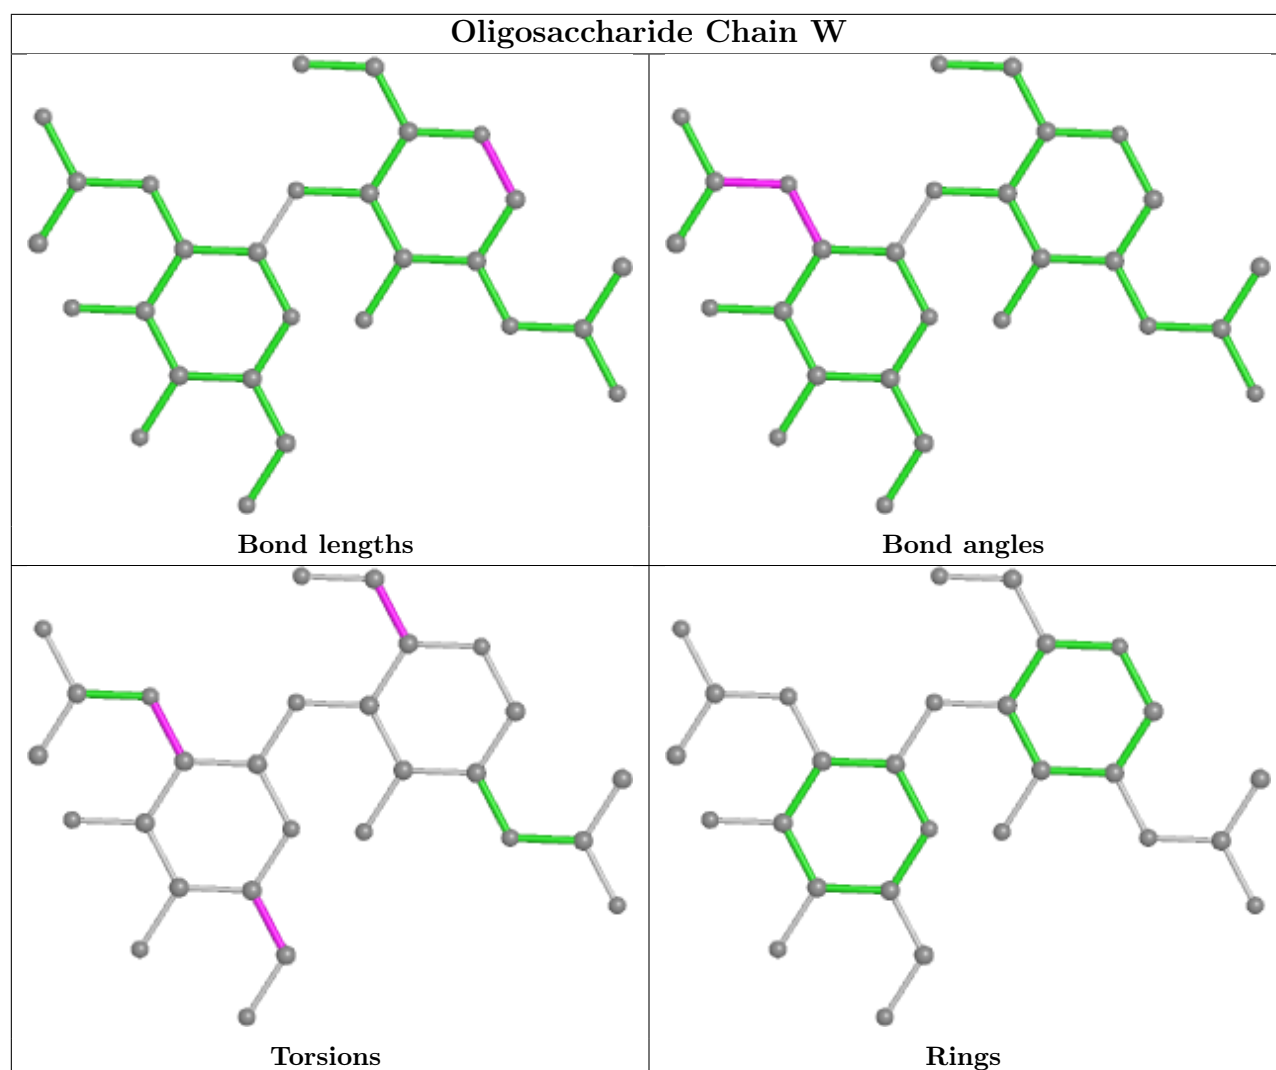 Oligosaccharide Chain W
Bond lengths
Bond angles
Torsions
Rings